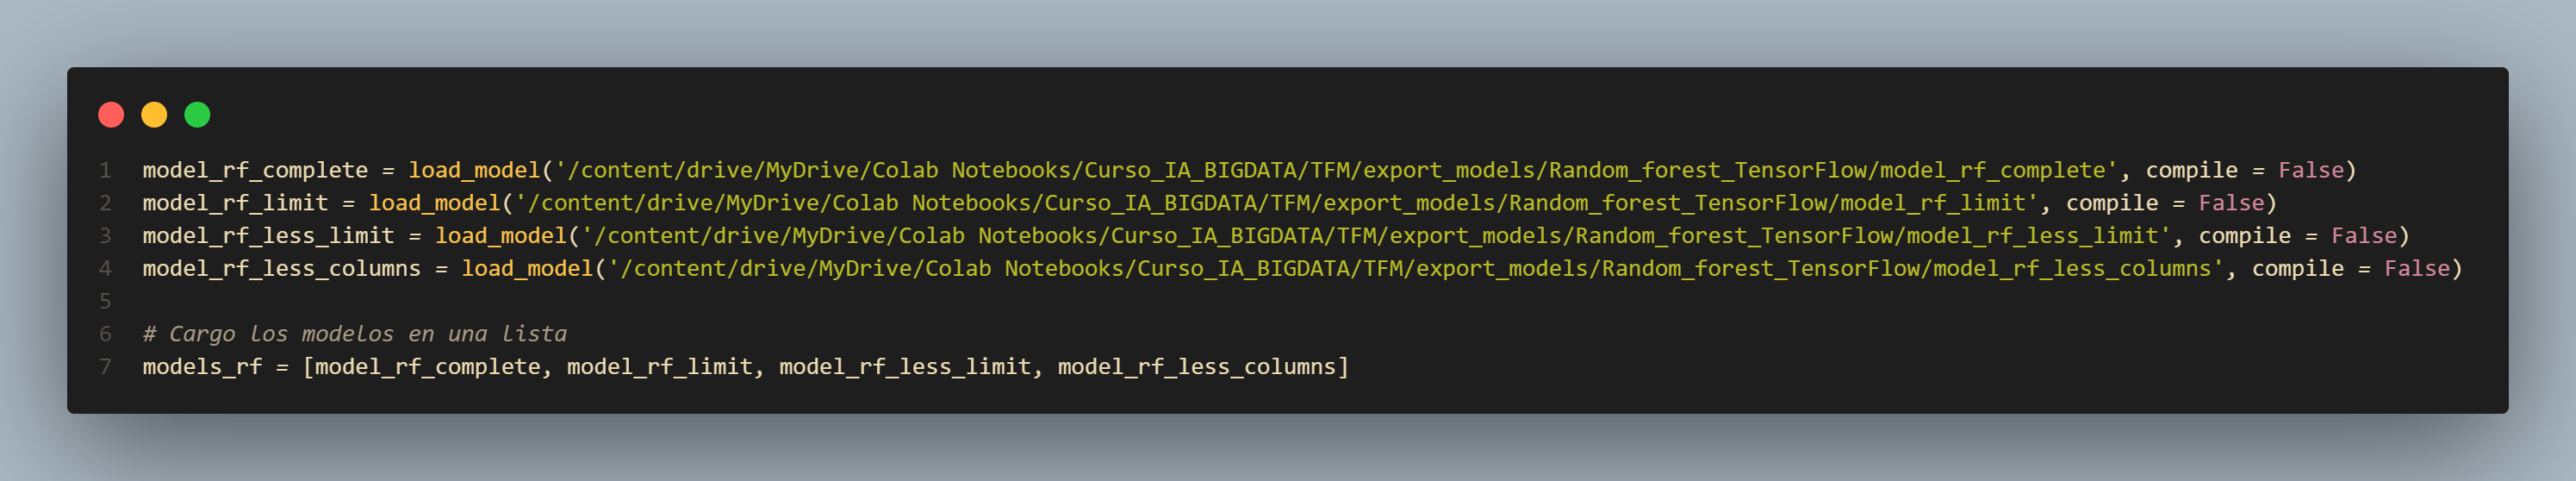 1 model_rf_complete = load_model('/content/drive/MyDrive/Colab Notebooks/Curso_IA_BIGDATA/TFM/export_models/Random_forest_TensorFlow/model_rf_complete', compile = False)
2 model_rf_limit = load_model('/content/drive/MyDrive/Colab Notebooks/Curso_IA_BIGDATA/TFM/export_models/Random_forest_TensorFlow/model_rf_limit', compile = False)
3 model_rf_less_limit = load_model('/content/drive/MyDrive/Colab Notebooks/Curso_IA_BIGDATA/TFM/export_models/Random_forest_TensorFlow/model_rf_less_limit', compile = False)
4 model_rf_less_columns = load_model('/content/drive/MyDrive/Colab Notebooks/Curso_IA_BIGDATA/TFM/export_models/Random_forest_TensorFlow/model_rf_less_columns', compile = False)
5
6 # Cargo los modelos en una lista
7 models_rf = [model_rf_complete, model_rf_limit, model_rf_less_limit, model_rf_less_columns]